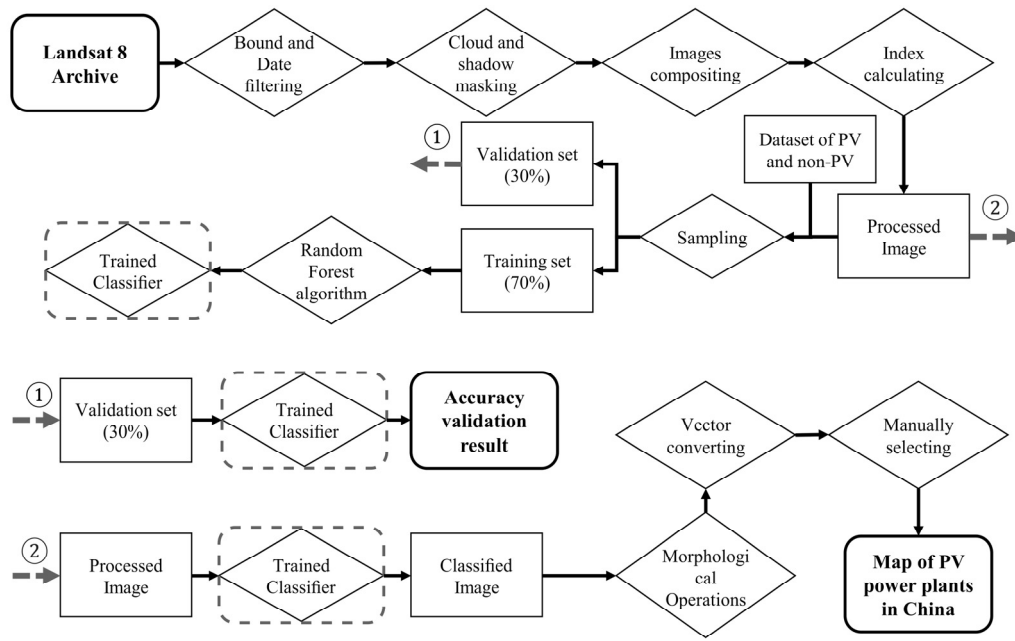 Landsat 8
Archive
Bound and
Date
filtering
Cloud and
shadow
masking
Images
compositing
Index
calculating
①
Validation set
(30%)
Dataset of PV
and non-PV
②
Trained
Classifier
Random
Forest
algorithm
Training set
(70%)
Sampling
Processed
Image
①
Validation set
(30%)
Trained
Classifier
Accuracy
validation
result
Vector
converting
Manually
selecting
②
Processed
Image
Trained
Classifier
Classified
Image
Morphologi
cal
Operations
Map of PV
power plants
in China